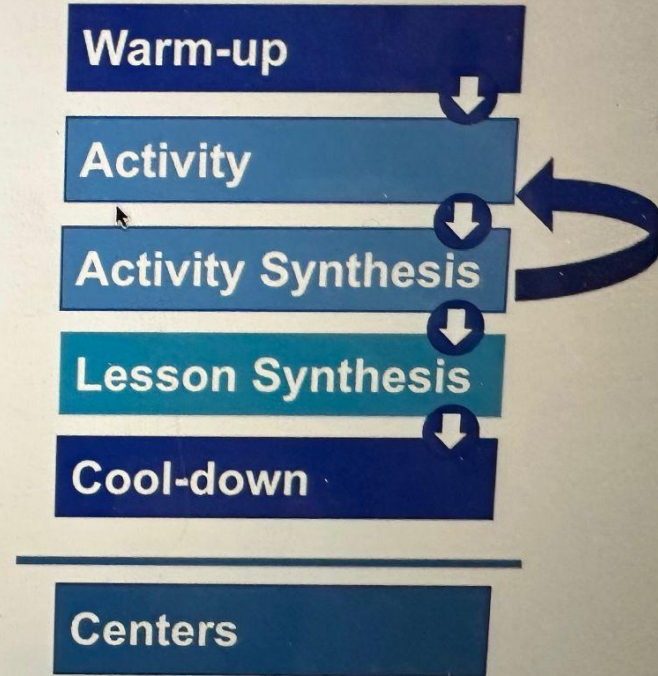 Warm-up
Activity
Activity Synthesis
Lesson Synthesis
Cool-down
Centers